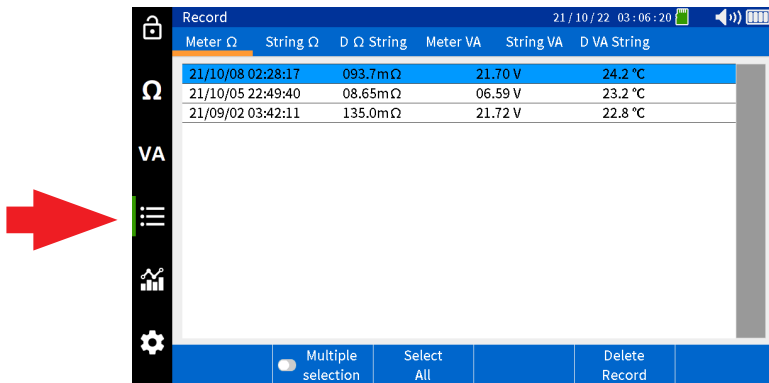 Record 21/10/22 03:06:20
Meter Ω String Ω D Ω String Meter VA String VA D VA String
21/10/08 02:28:17 093.7mΩ 21.70 V 24.2 ℃
21/10/05 22:49:40 08.65mΩ 06.59 V 23.2 ℃
21/09/02 03:42:11 135.0mΩ 21.72 V 22.8 ℃
Ω
VA
Multiple selection
Select All
Delete Record